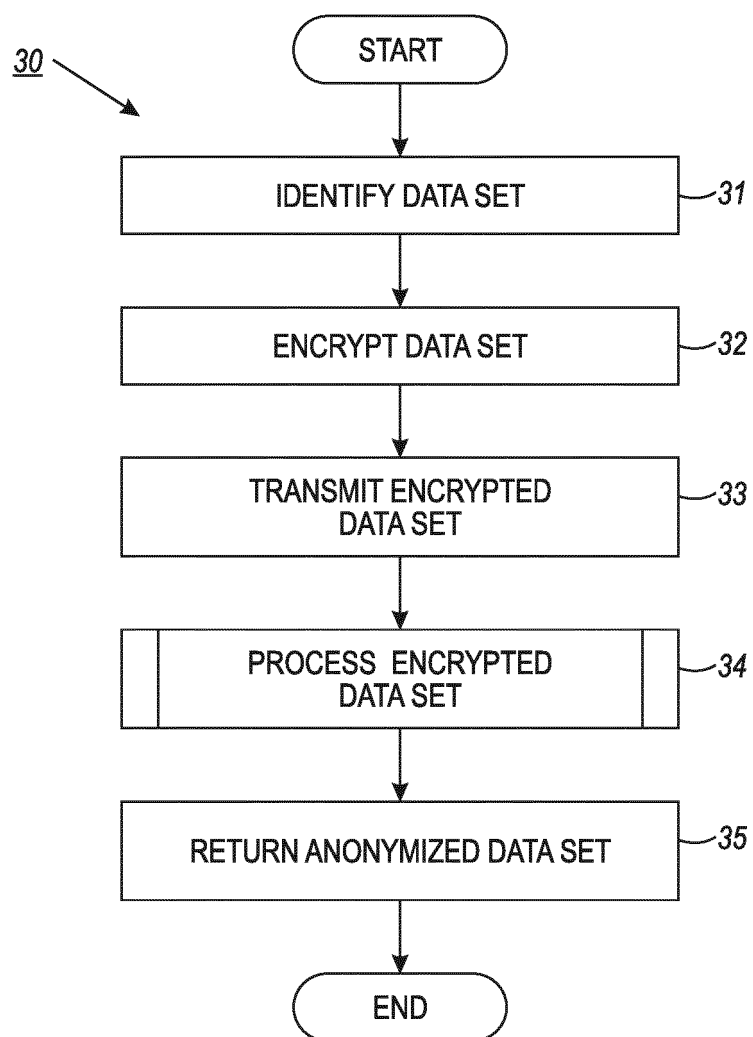 START
30
IDENTIFY DATA SET
31
ENCRYPT DATA SET
32
TRANSMIT ENCRYPTED
DATA SET
33
PROCESS ENCRYPTED
DATA SET
34
RETURN ANONYMIZED DATA SET
35
END